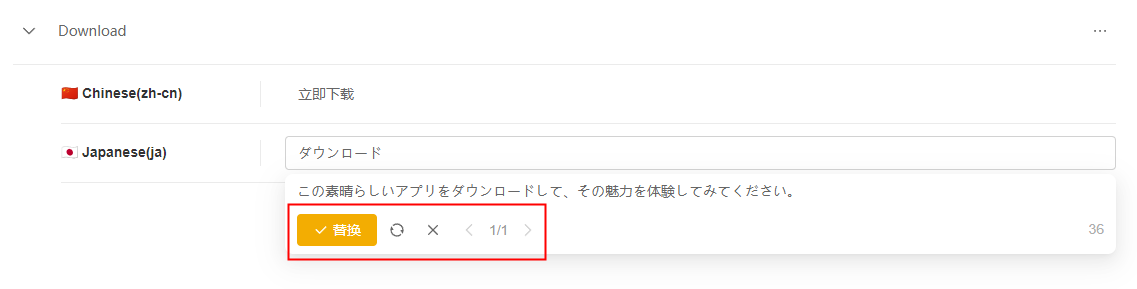 Download
🇨🇳 Chinese(zh-cn)
立即下载
🇯🇵 Japanese(ja)
ダウンロード
この素晴らしいアプリをダウンロードして、その魅力を体験してみてください。
替换 1/1 36